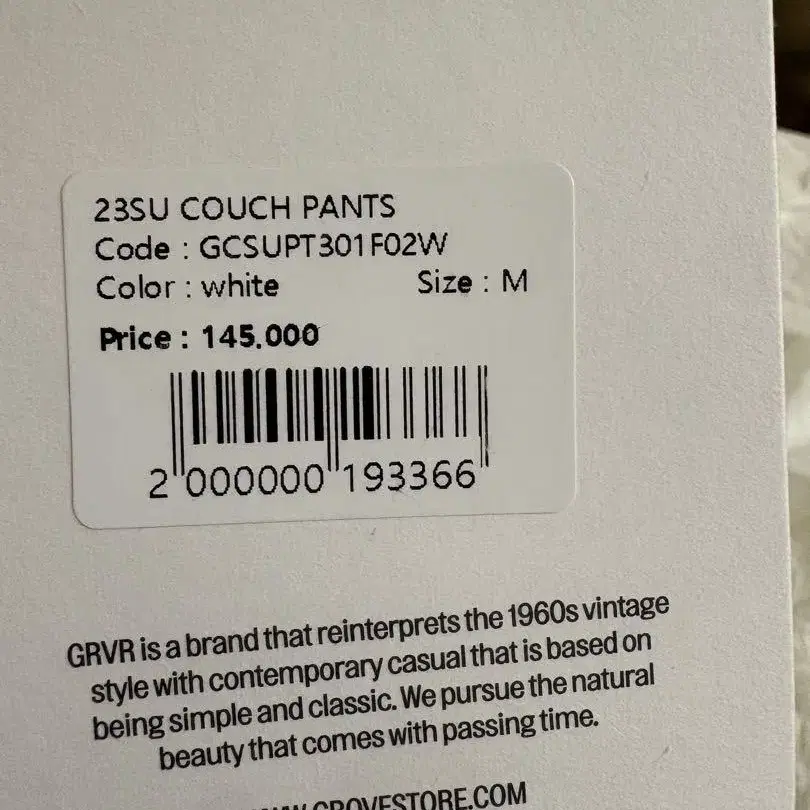 23SU COUCH PANTS
Code : GCSUPT301F02W
Color : white Size : M
Price : 145.000
2 000000 193366
GRVR is a brand that reinterprets the 1960s vintage
style with contemporary casual that is based on
being simple and classic. We pursue the natural
beauty that comes with passing time.
GROVESTORE.COM